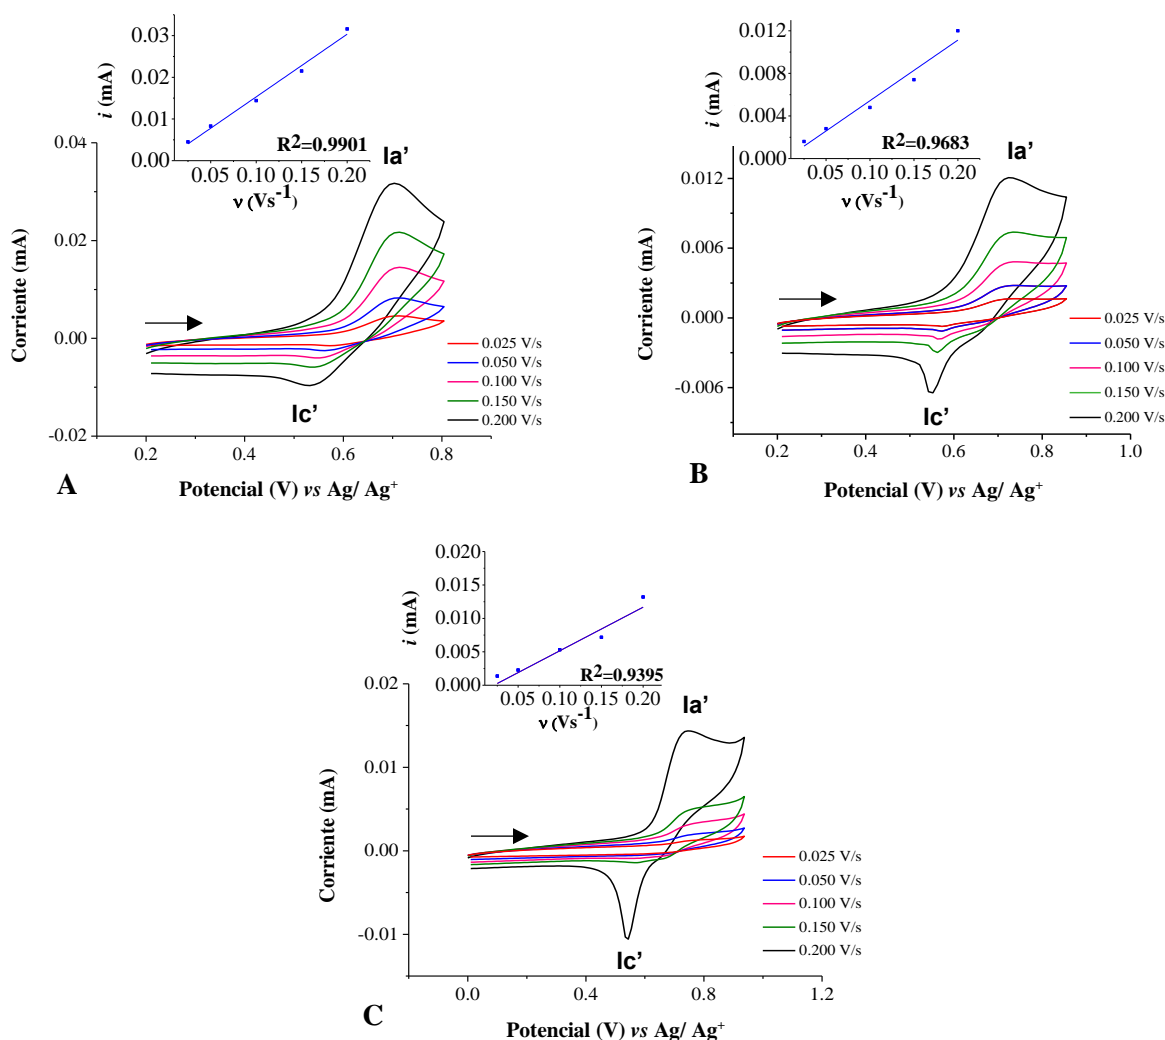 0.04
0.03
0.02
0.01
0.00
i (mA)
R2=0.9901
0.05 0.10 0.15 0.20
ν (Vs-1)
Ia’
0.04
0.02
0.00
-0.02
Corriente (mA)
0.025 V/s
0.050 V/s
0.100 V/s
0.150 V/s
0.200 V/s
Ic’
0.2 0.4 0.6 0.8
Potencial (V) vs Ag/ Ag+
A
0.012
0.008
0.004
0.000
i (mA)
R2=0.9683
0.05 0.10 0.15 0.20
ν (Vs-1)
Ia’
0.012
0.006
0.000
-0.006
Corriente (mA)
0.025 V/s
0.050 V/s
0.100 V/s
0.150 V/s
0.200 V/s
Ic’
0.2 0.4 0.6 0.8 1.0
Potencial (V) vs Ag/ Ag+
B
0.020
0.015
0.010
0.005
0.000
i (mA)
R2=0.9395
0.05 0.10 0.15 0.20
ν (Vs-1)
Ia’
0.02
0.01
0.00
-0.01
Corriente (mA)
0.025 V/s
0.050 V/s
0.100 V/s
0.150 V/s
0.200 V/s
Ic’
0.0 0.4 0.8 1.2
Potencial (V) vs Ag/ Ag+
C